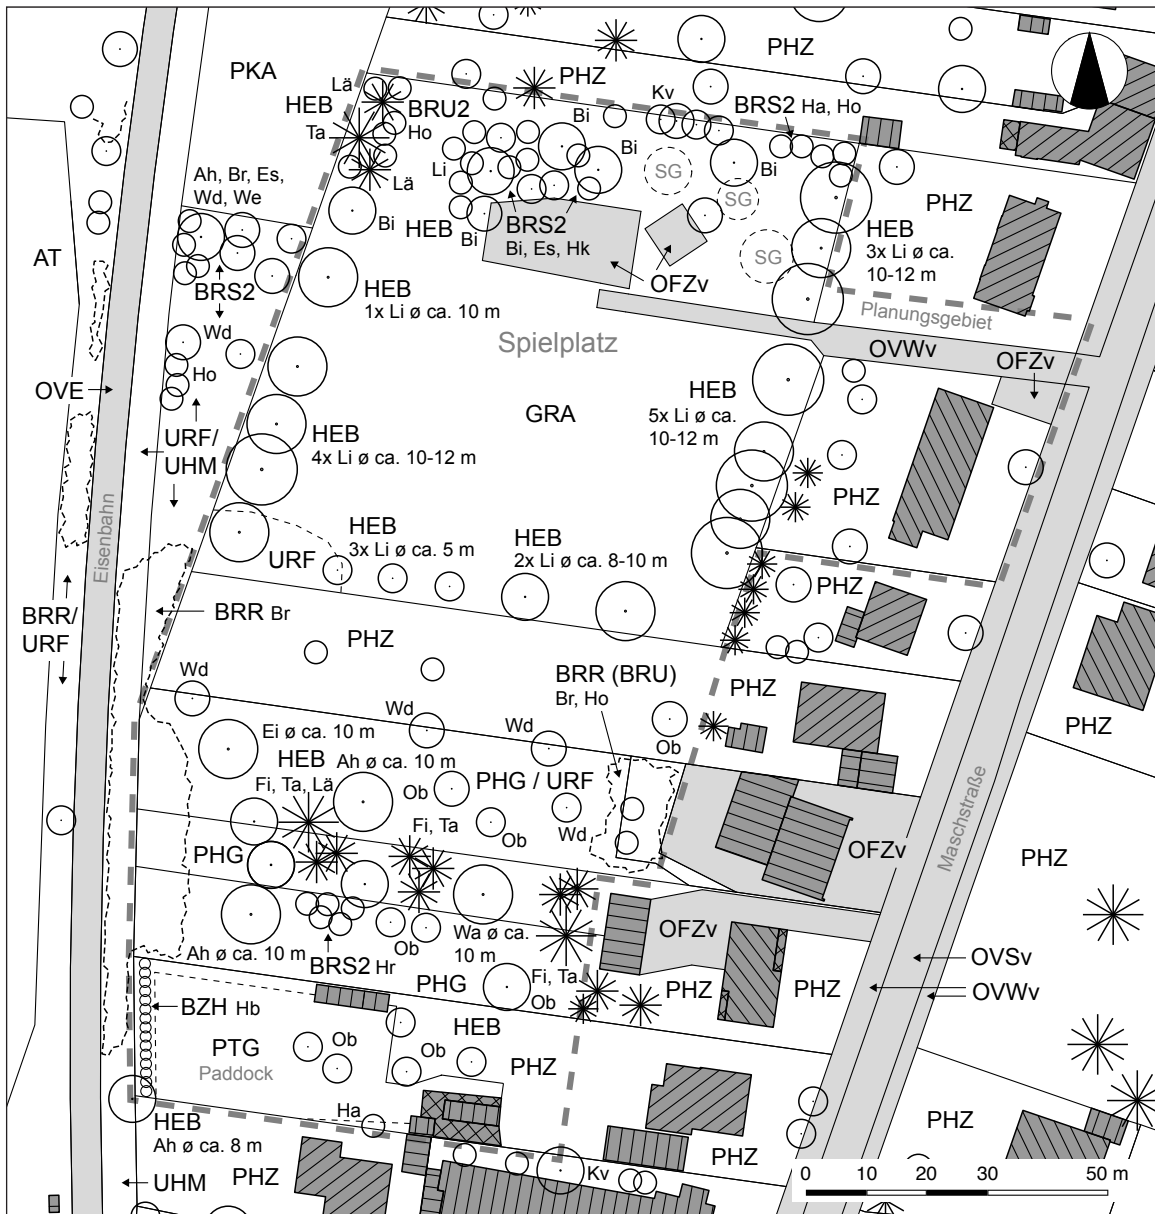 PHZ
PKA
Lä
HEB
BRU2
PHZ
Kv
BRS2 Ha, Ho
Ta
Ho
Bi
Bi
Lä
Li
SG
Bi
SG
Ah, Br, Es,
Wd, We
Bi
HEB
Bi
BRS2
Bi, Es, Hk
PHZ
HEB
3x Li ø ca.
10-12 m
AT
SG
BRS2
HEB
1x Li ø ca. 10 m
OFZv
Planungsgebiet
Wd
Spielplatz
OVWv
OFZv
Ho
OVE
GRA
HEB
5x Li ø ca.
10-12 m
URF/
UHM
HEB
4x Li ø ca. 10-12 m
PHZ
Eisenbahn
HEB
3x Li ø ca. 5 m
HEB
2x Li ø ca. 8-10 m
URF
PHZ
BRR/
URF
BRR Br
PHZ
BRR (BRU)
Br, Ho
PHZ
PHZ
Wd
Wd
Wd
Ob
Ei ø ca. 10 m
HEB
Ah ø ca. 10 m
Fi, Ta, Lä
Ob
PHG / URF
Fi, Ta
Ob
Wd
Maschstraße
PHG
OFZv
PHZ
Ah ø ca. 10 m
Ob
Wa ø ca.
10 m
OFZv
BRS2 Hr
PHG
Fi, Ta
Ob
PHZ
PHZ
OVSv
OVWv
BZH Hb
HEB
PTG
Paddock
Ob
Ob
PHZ
Ha
HEB
Ah ø ca. 8 m
PHZ
PHZ
Kv
PHZ
UHM
0 10 20 30 50 m